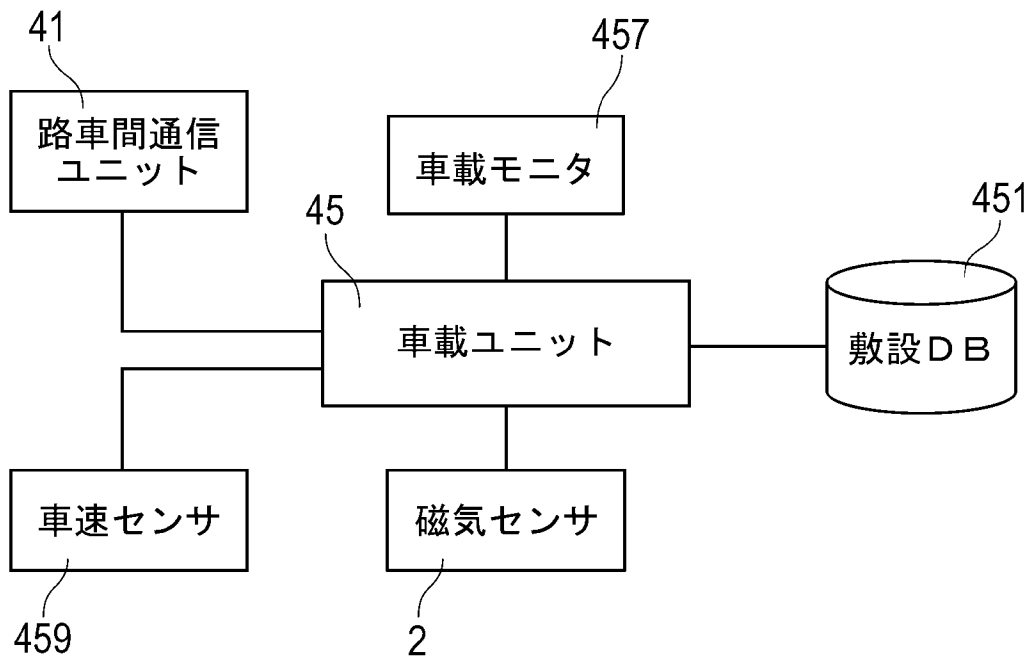 41
路車間通信
ユニット
457
車載モニタ
45
車載ユニット
451
敷設DB
車速センサ
459
磁気センサ
2